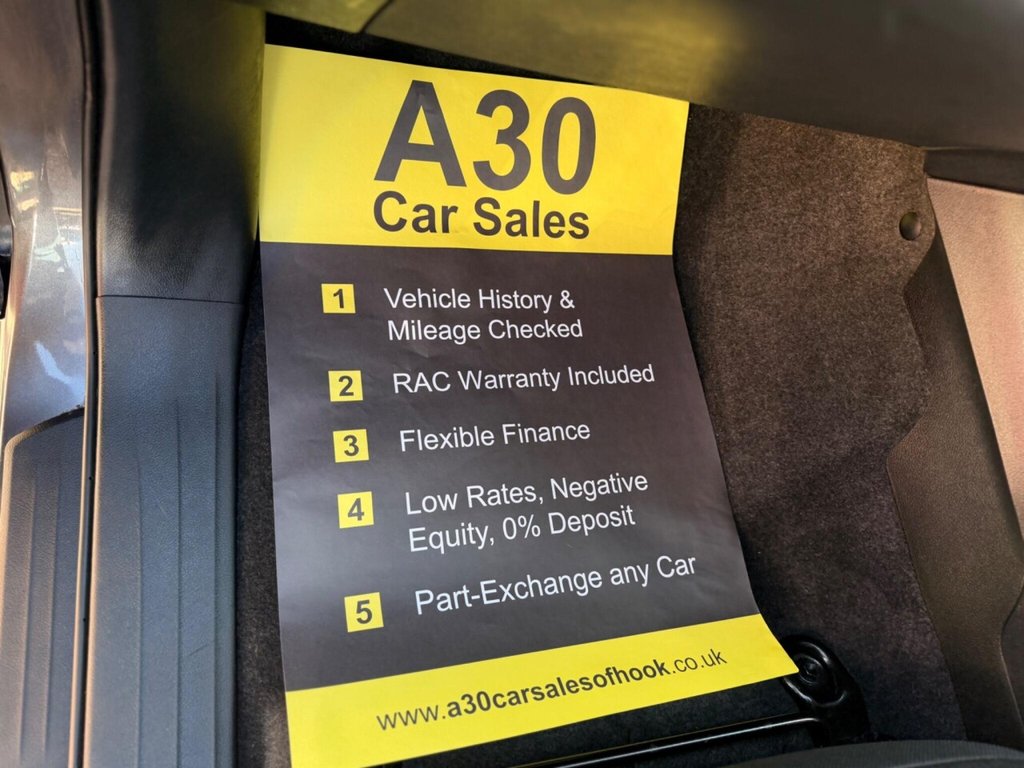 A30
Car Sales
1 Vehicle History &
Mileage Checked
2 RAC Warranty Included
3 Flexible Finance
4 Low Rates, Negative
Equity, 0% Deposit
5 Part-Exchange any Car
www.a30carsalesofhook.co.uk